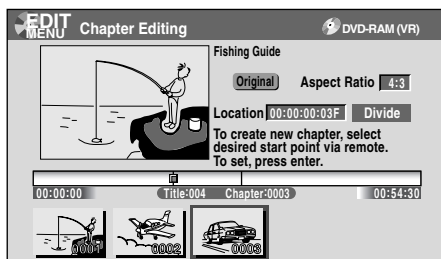 EDIT
MENU Chapter Editing DVD-RAM (VR)
Fishing Guide
Original Aspect Ratio 4:3
Location 00:00:00:03F Divide
To create new chapter, select
desired start point via remote.
To set, press enter.
00:00:00 Title:004 Chapter:0003 00:54:30
0001 0002 0003